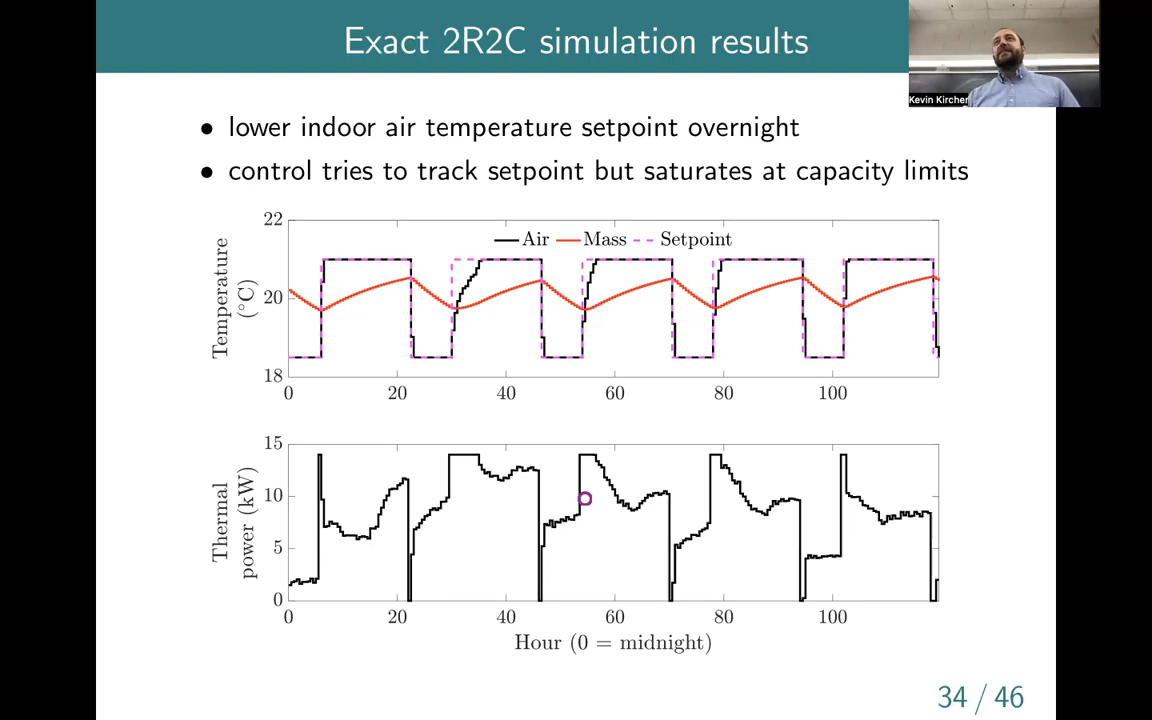 Exact 2R2C simulation results
Kevin Kircher
• lower indoor air temperature setpoint overnight
• control tries to track setpoint but saturates at capacity limits
Temperature
(°C)
22
20
18
Air Mass Setpoint
0 20 40 60 80 100
Thermal
power (kW)
15
10
5
0
0 20 40 60 80 100
Hour (0 = midnight)
34 / 46